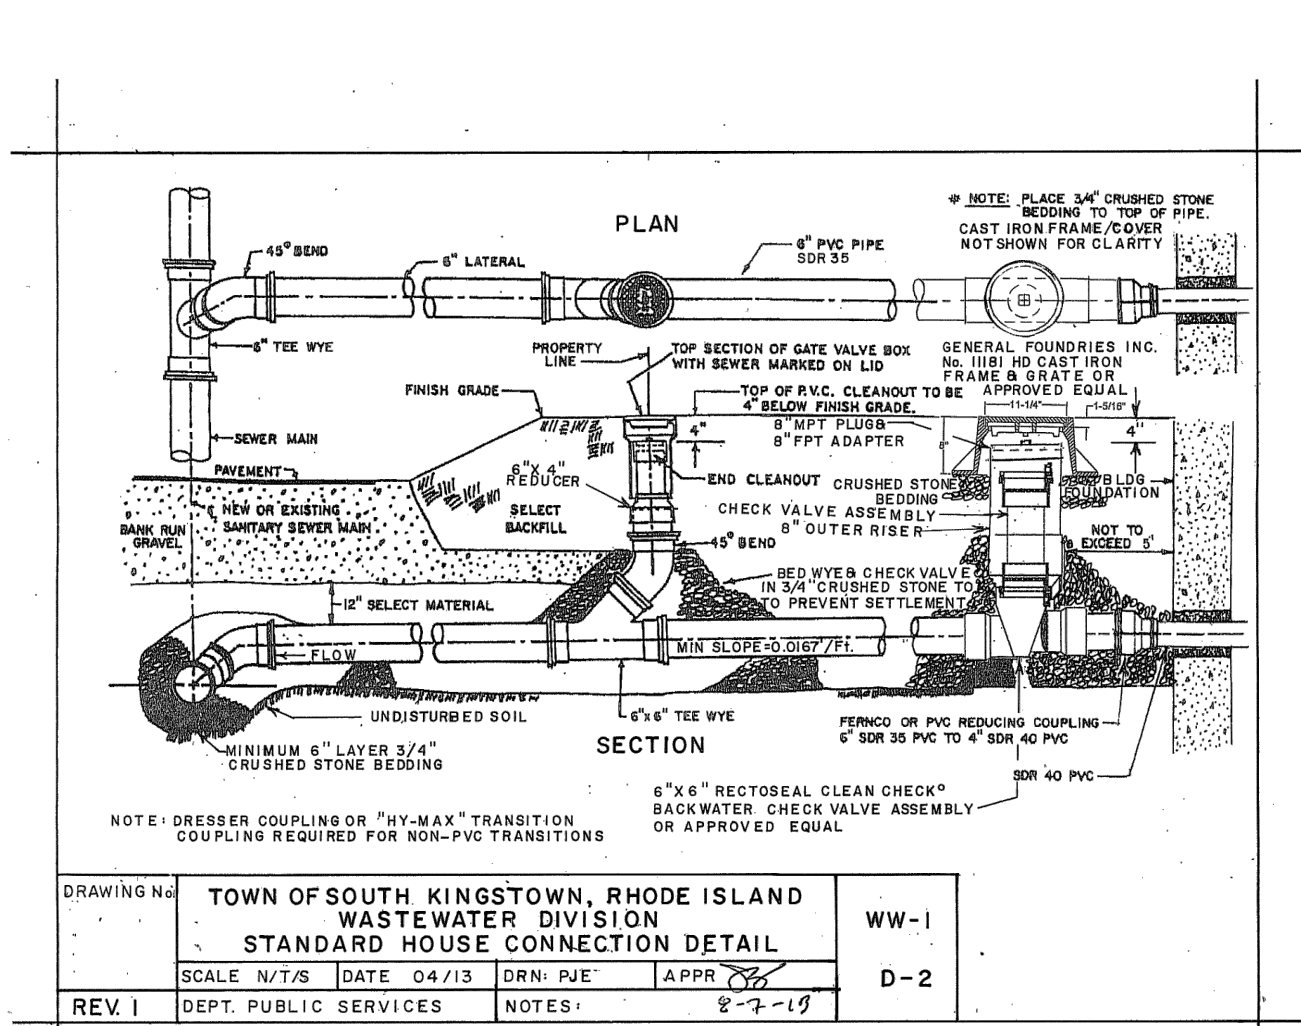 PLAN
* NOTE: PLACE 3/4" CRUSHED STONE
BEDDING TO TOP OF PIPE.
CAST IRON FRAME/COVER
NOT SHOWN FOR CLARITY
45° BEND
6" LATERAL
6" PVC PIPE
SDR 35
6" TEE WYE
PROPERTY
LINE
TOP SECTION OF GATE VALVE BOX
WITH SEWER MARKED ON LID
GENERAL FOUNDRIES INC.
No. 11181 HD CAST IRON
FRAME & GRATE OR
APPROVED EQUAL
FINISH GRADE
TOP OF P.V.C. CLEANOUT TO BE
4" BELOW FINISH GRADE.
11-1/4"
1-5/16"
SEWER MAIN
4"
8" MPT PLUG &
8" FPT ADAPTER
8"
4"
PAVEMENT
6" X 4"
REDUCER
END CLEANOUT
CRUSHED STONE
BEDDING
BLDG
FOUNDATION
NEW OR EXISTING
SANITARY SEWER MAIN
BANK RUN
GRAVEL
SELECT
BACKFILL
CHECK VALVE ASSEMBLY
8" OUTER RISER
NOT TO
EXCEED 5'
45° BEND
BED WYE & CHECK VALVE
IN 3/4" CRUSHED STONE TO
TO PREVENT SETTLEMENT
12" SELECT MATERIAL
FLOW
MIN SLOPE=0.0167'/Ft.
UNDISTURBED SOIL
6"x6" TEE WYE
FERNCO OR PVC REDUCING COUPLING
6" SDR 35 PVC TO 4" SDR 40 PVC
MINIMUM 6" LAYER 3/4"
CRUSHED STONE BEDDING
SECTION
SDR 40 PVC
6" X 6" RECTOSEAL CLEAN CHECK°
BACKWATER CHECK VALVE ASSEMBLY
OR APPROVED EQUAL
NOTE: DRESSER COUPLING OR "HY-MAX" TRANSITION
COUPLING REQUIRED FOR NON-PVC TRANSITIONS
DRAWING No:
TOWN OF SOUTH KINGSTOWN, RHODE ISLAND
WASTEWATER DIVISION
STANDARD HOUSE CONNECTION DETAIL
WW-1
D-2
SCALE N/T/S
DATE 04/13
DRN: PJE
APPR
REV. 1
DEPT. PUBLIC SERVICES
NOTES:
8-7-13